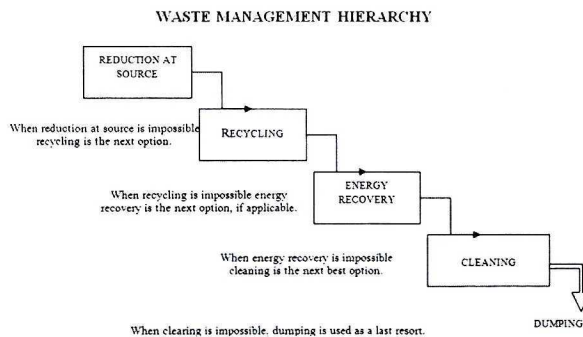 WASTE MANAGEMENT HIERARCHY
REDUCTION AT
SOURCE
When reduction at source is impossible
recycling is the next option.
RECYCLING
When recycling is impossible energy
recovery is the next option, if applicable.
ENERGY
RECOVERY
When energy recovery is impossible
cleaning is the next best option.
CLEANING
DUMPING
When clearing is impossible, dumping is used as a last resort.